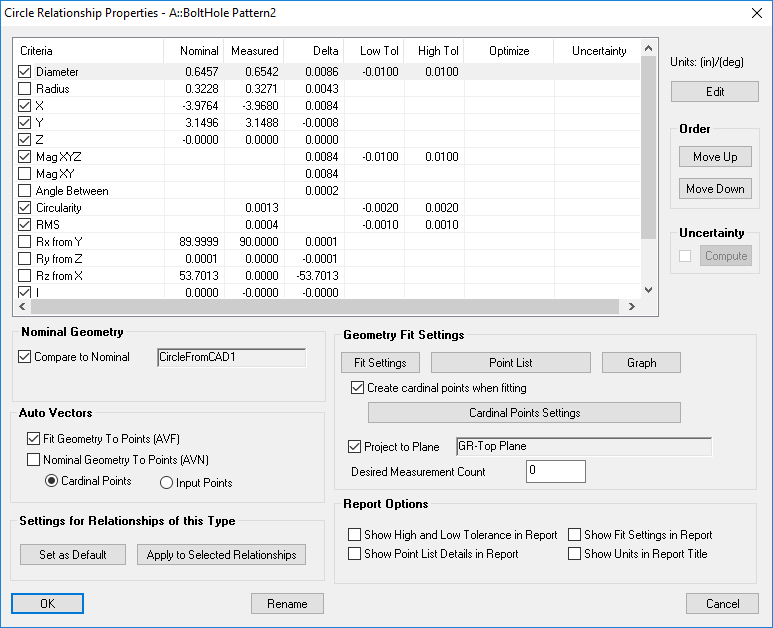 Circle Relationship Properties - A::BoltHole Pattern2
Criteria Nominal Measured Delta Low Tol High Tol Optimize Uncertainty
Diameter 0.6457 0.6542 0.0086 -0.0100 0.0100
Radius 0.3228 0.3271 0.0043
X -3.9764 -3.9680 0.0084
Y 3.1496 3.1488 -0.0008
Z -0.0000 0.0000 0.0000
Mag XYZ 0.0084 -0.0100 0.0100
Mag XY 0.0084
Angle Between 0.0002
Circularity 0.0013 -0.0020 0.0020
RMS 0.0004 -0.0010 0.0010
Rx from Y 89.9999 90.0000 0.0001
Ry from Z 0.0001 0.0000 -0.0001
Rz from X 53.7013 0.0000 -53.7013
I 0.0000 -0.0000 -0.0000
Units: (in)/(deg)
Edit
Order
Move Up
Move Down
Uncertainty
Compute
Nominal Geometry
Compare to Nominal CircleFromCAD1
Auto Vectors
Fit Geometry To Points (AVF)
Nominal Geometry To Points (AVN)
Cardinal Points Input Points
Settings for Relationships of this Type
Set as Default Apply to Selected Relationships
Geometry Fit Settings
Fit Settings Point List Graph
Create cardinal points when fitting
Cardinal Points Settings
Project to Plane GR-Top Plane
Desired Measurement Count 0
Report Options
Show High and Low Tolerance in Report Show Fit Settings in Report
Show Point List Details in Report Show Units in Report Title
OK Rename Cancel